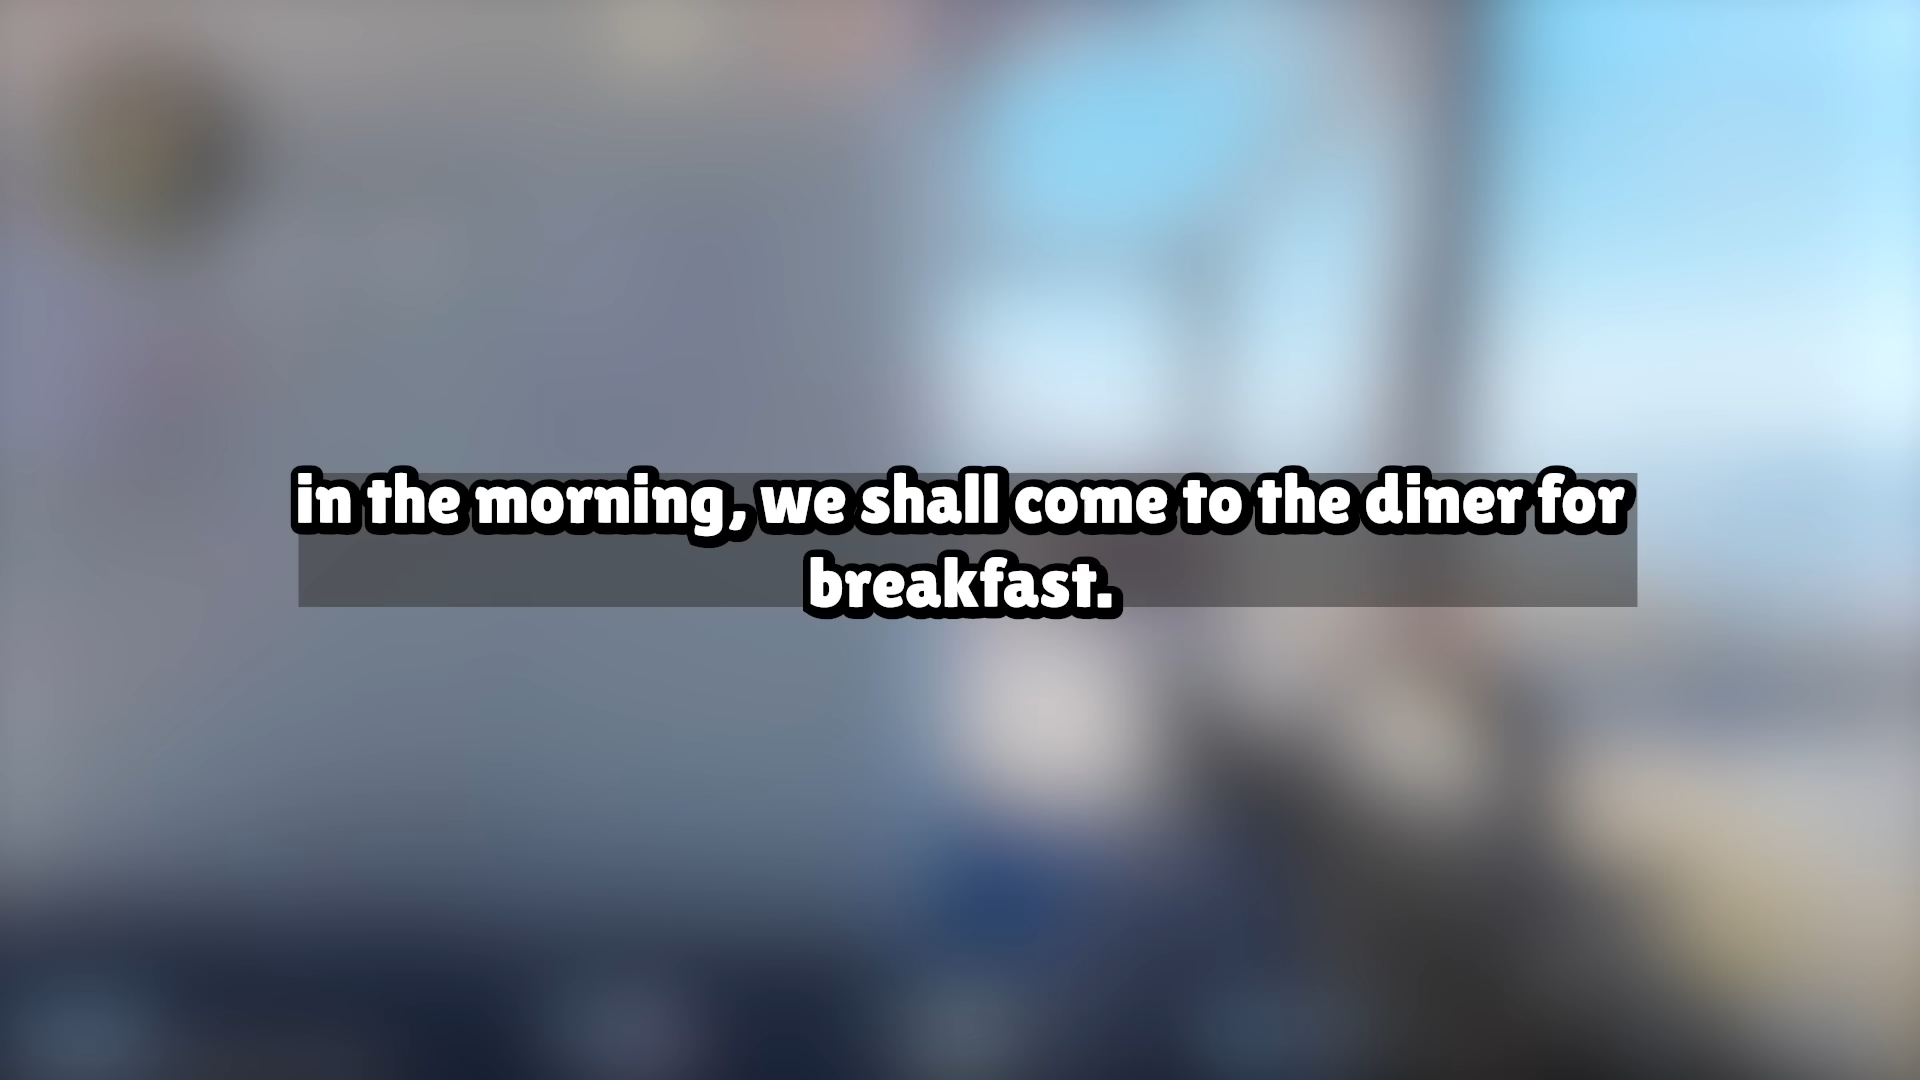 in the morning, we shall come to the diner for
breakfast.